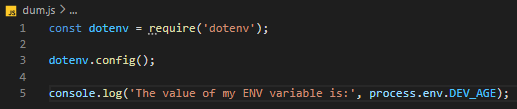 dum.js > ...
1 const dotenv = require('dotenv');
2
3 dotenv.config();
4
5 console.log('The value of my ENV variable is:', process.env.DEV_AGE);